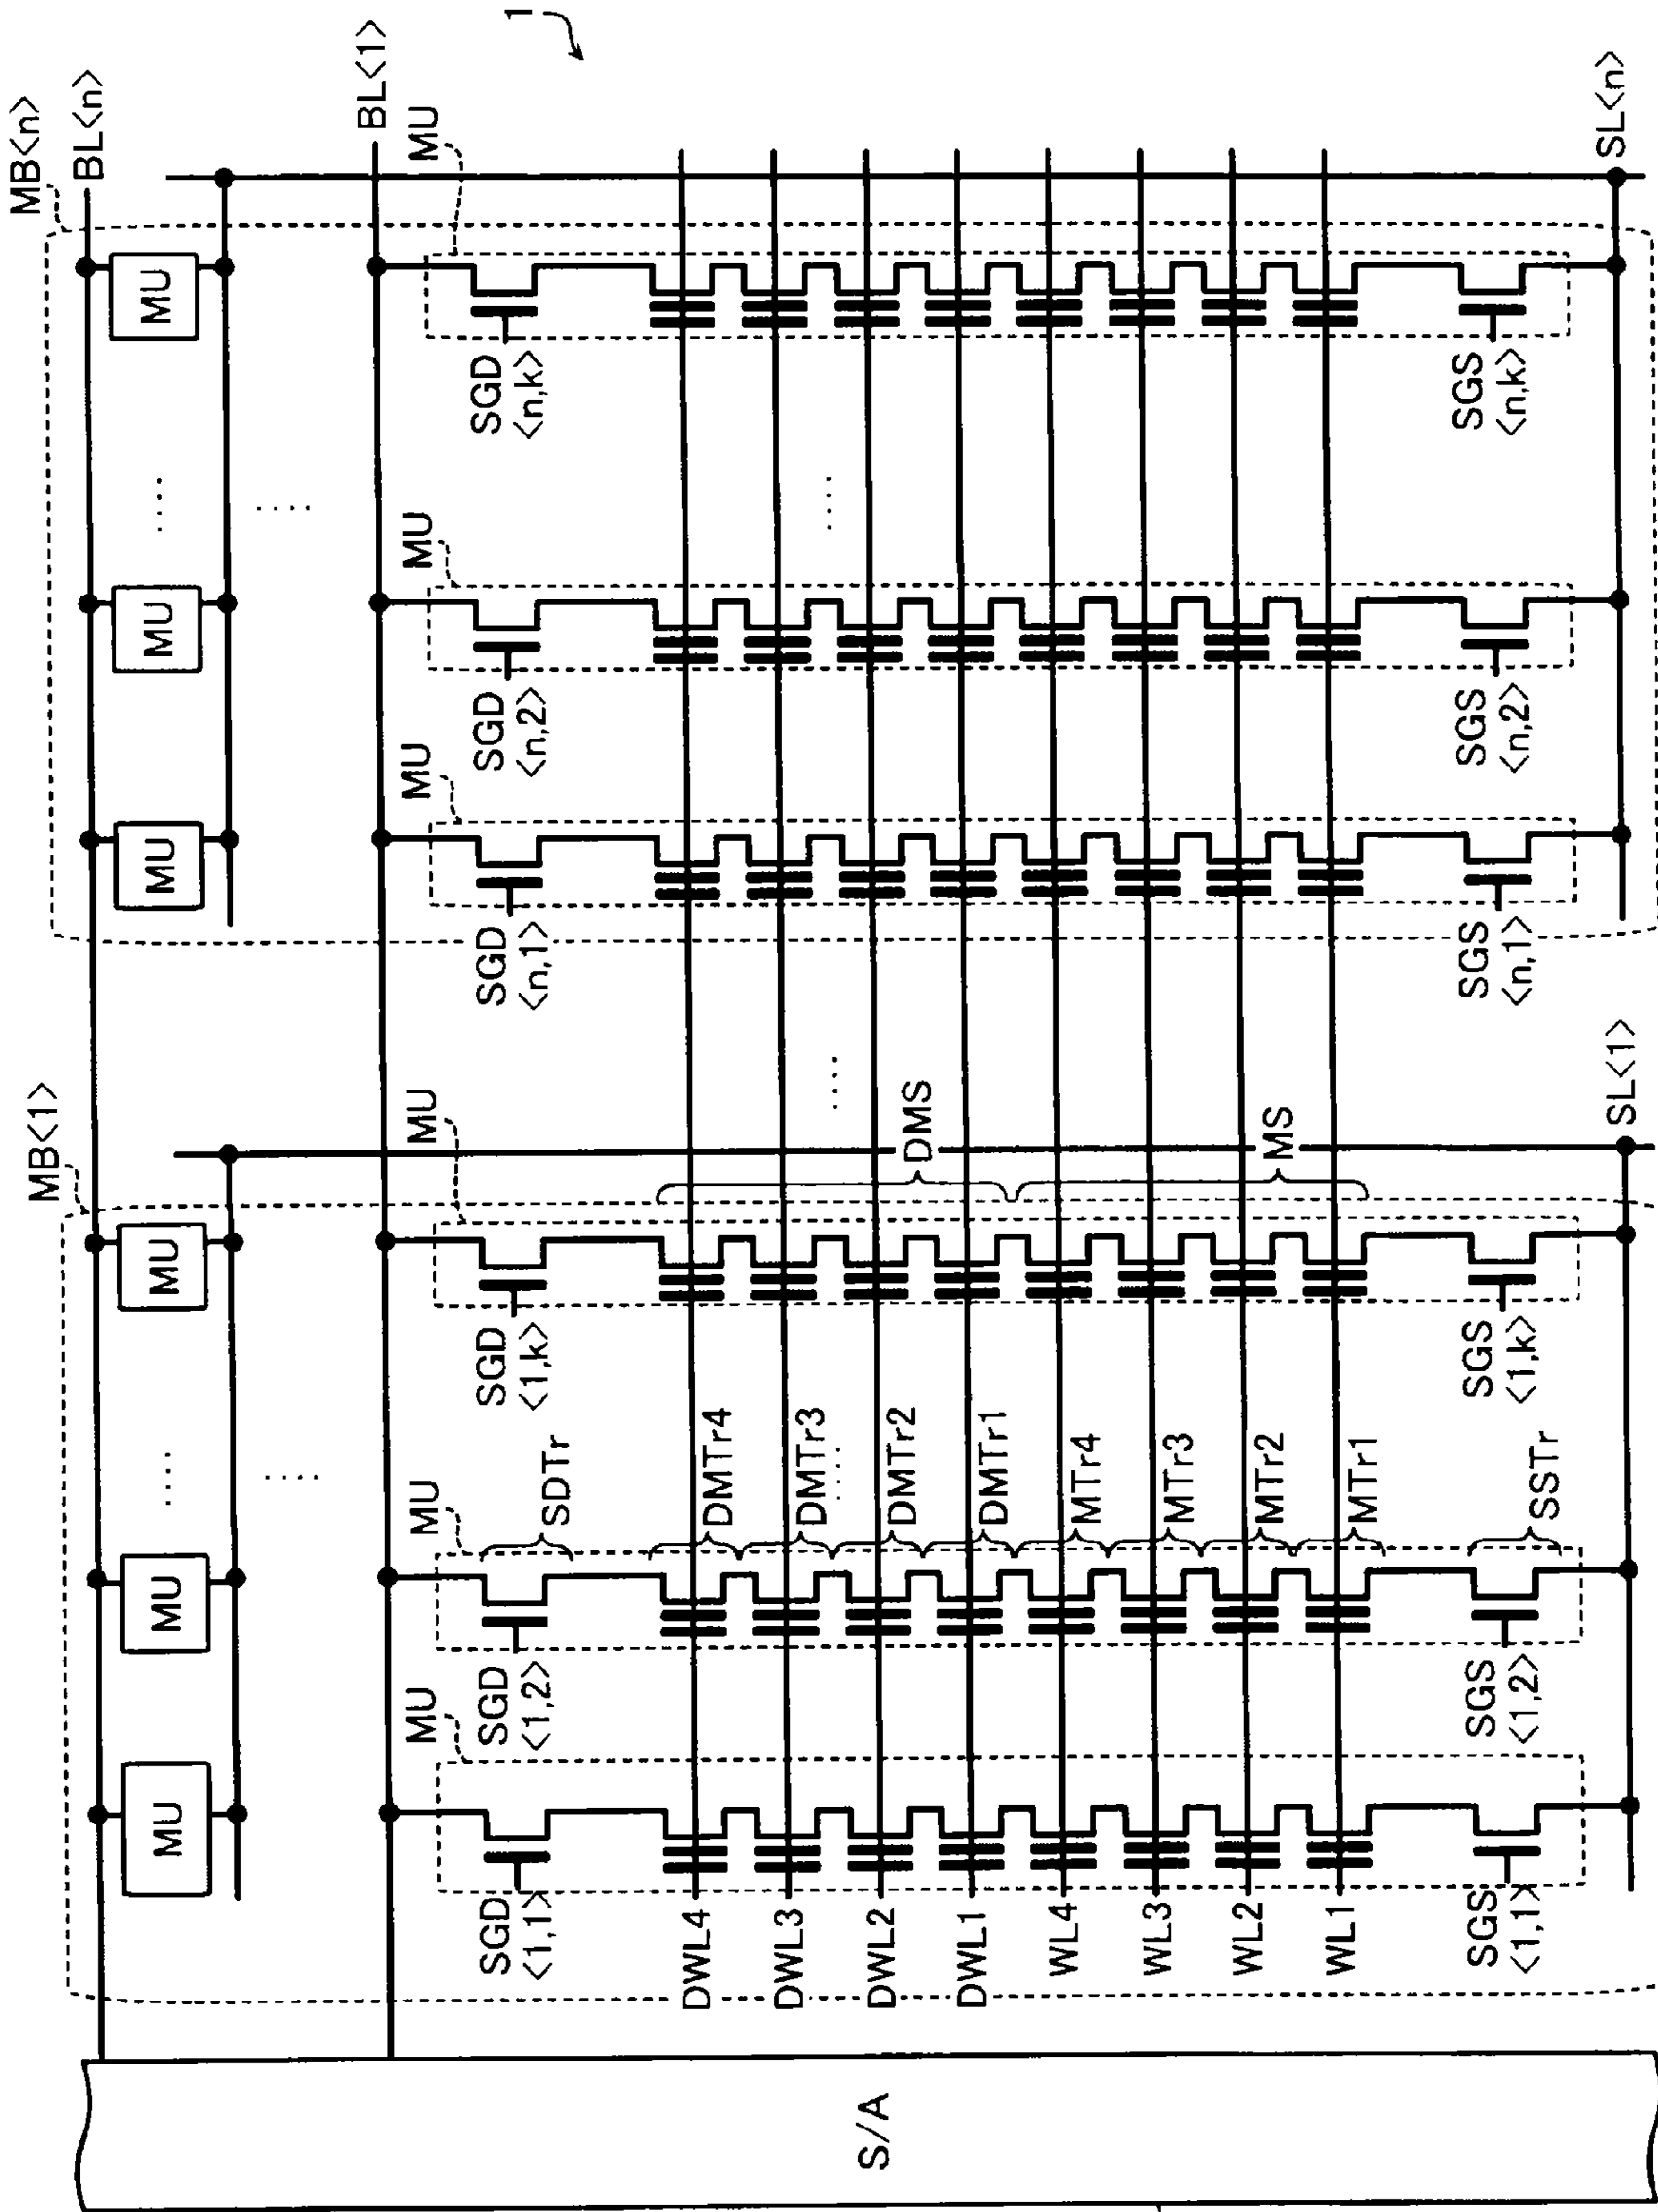 1
MB<n>
BL<n>
MB<1>
MU
MU
MU
MU
MU
MU
.....
.....
....
....
BL<1>
MU
MU
MU
MU
MU
MU
SGD
<1,1>
SGD
<1,2>
SGD
<1,k>
SGD
<n,1>
SGD
<n,2>
SGD
<n,k>
SDTr
DWL4
DMTr4
DWL3
DMTr3
DWL2
DMTr2
DWL1
DMTr1
DMS
WL4
MTr4
WL3
MTr3
WL2
MTr2
MS
WL1
MTr1
.....
.....
.....
SGS
<1,1>
SGS
<1,2>
SSTr
SGS
<1,k>
SGS
<n,1>
SGS
<n,2>
SGS
<n,k>
SL<1>
SL<n>
S/A